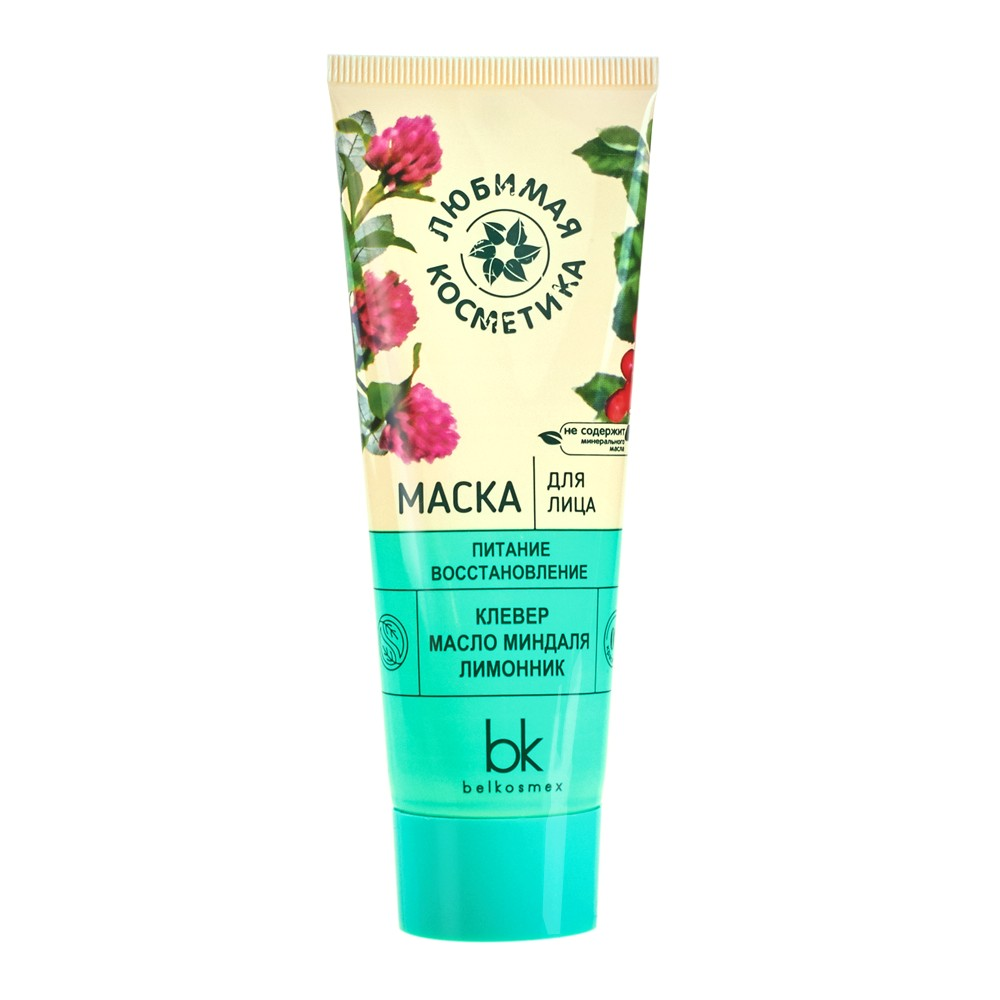 ЛЮБИМАЯ
КОСМЕТИКА
не содержит
минерального
масла
МАСКА
ДЛЯ
ЛИЦА
ПИТАНИЕ
ВОССТАНОВЛЕНИЕ
КЛЕВЕР
МАСЛО МИНДАЛЯ
ЛИМОННИК
bk
belkosmex